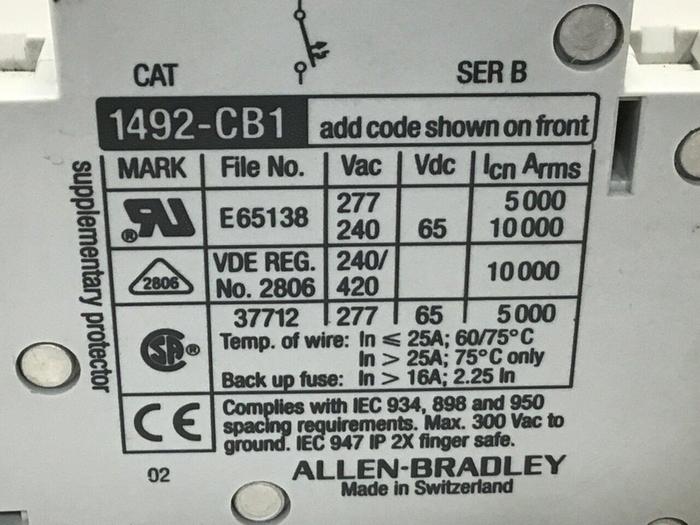 CAT SER B
1492-CB1 add code shown on front
MARK File No. Vac Vdc Icn Arms
RU® E65138 277 5 000
240 65 10 000
2806 VDE REG. No. 2806 240/420 10 000
SA® 37712 277 65 5 000
Temp. of wire: In ≤ 25A; 60/75°C
In > 25A; 75°C only
Back up fuse: In > 16A; 2.25 In
CE Complies with IEC 934, 898 and 950
spacing requirements. Max. 300 Vac to
ground. IEC 947 IP 2X finger safe.
supplementary protector
02 ALLEN-BRADLEY
Made in Switzerland